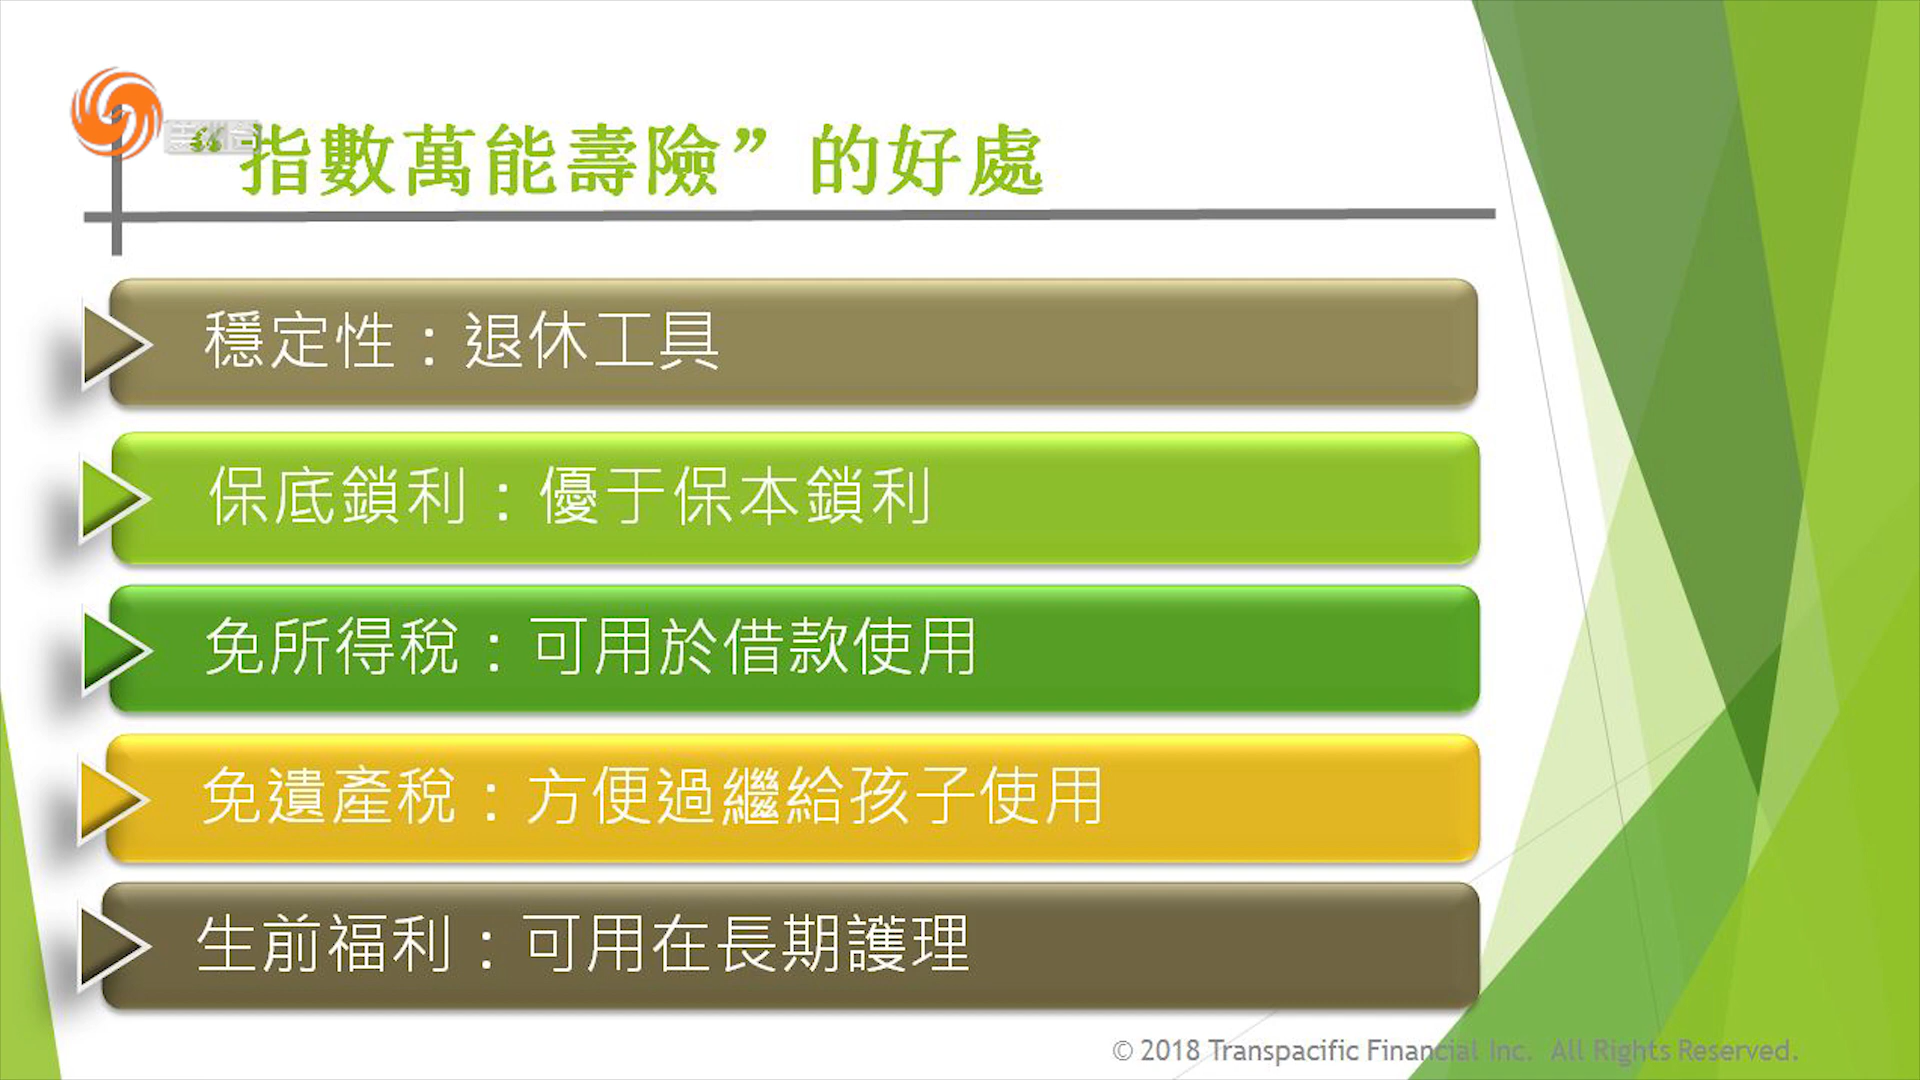 “指數萬能壽險”的好處
穩定性：退休工具
保底鎖利：優于保本鎖利
免所得稅：可用於借款使用
免遺產稅：方便過繼給孩子使用
生前福利：可用在長期護理
© 2018 Transpacific Financial Inc. All Rights Reserved.